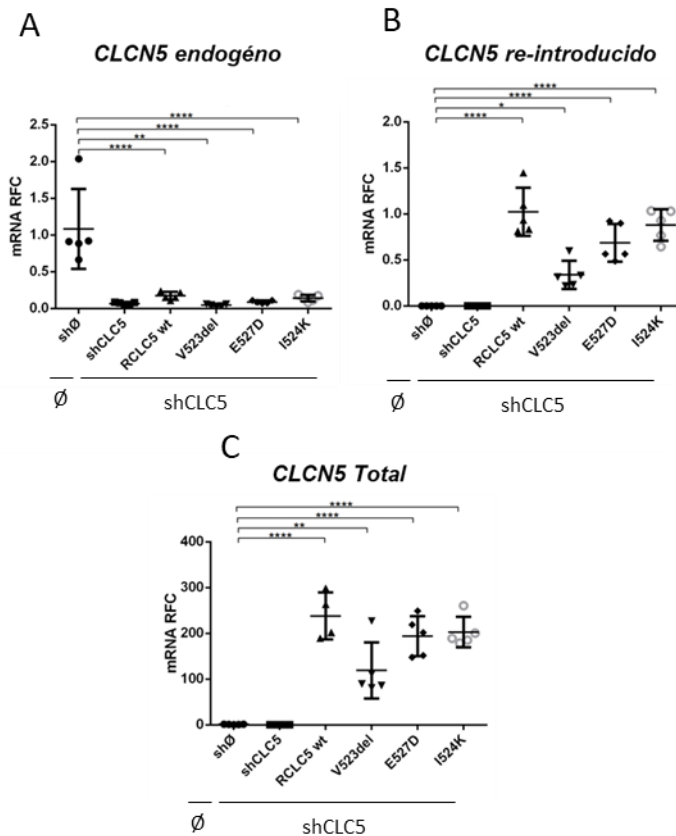 A
CLCN5 endogéno
****
****
**
****
mRNA RFC
2.5
2.0
1.5
1.0
0.5
0.0
shØ
shCLC5
RCLC5 wt
V523del
E527D
I524K
Ø
shCLC5
B
CLCN5 re-introducido
****
****
*
****
mRNA RFC
2.0
1.5
1.0
0.5
0.0
shØ
shCLC5
RCLC5 wt
V523del
E527D
I524K
Ø
shCLC5
C
CLCN5 Total
****
****
**
****
mRNA RFC
400
300
200
100
0
shØ
shCLC5
RCLC5 wt
V523del
E527D
I524K
Ø
shCLC5